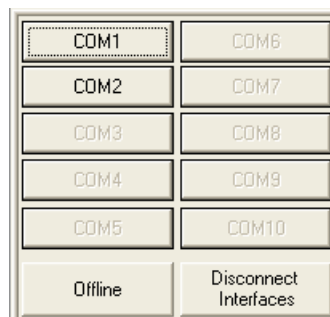 COM1 COM6
COM2 COM7
COM3 COM8
COM4 COM9
COM5 COM10
Offline Disconnect
Interfaces